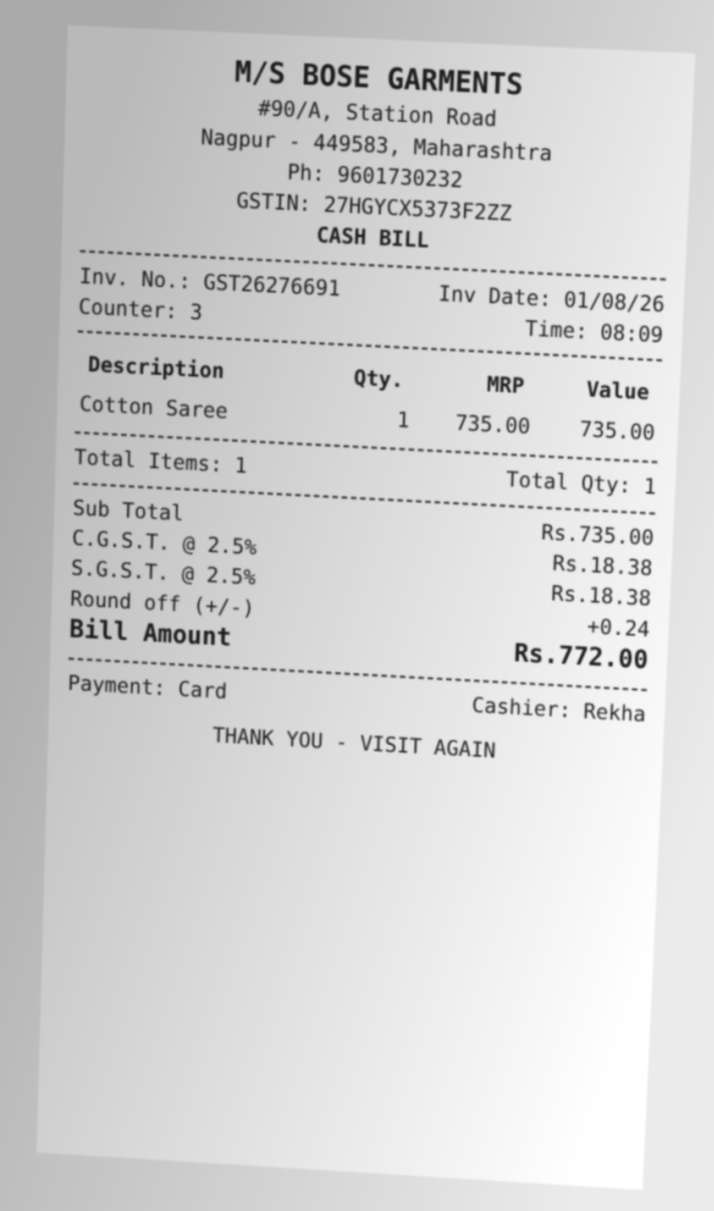 M/S BOSE GARMENTS
#90/A, Station Road
Nagpur - 449583, Maharashtra
Ph: 9601730232
GSTIN: 27HGYCX5373F2ZZ
CASH BILL
Inv. No.: GST26276691 Inv Date: 01/08/26
Counter: 3 Time: 08:09
Description Qty. MRP Value
Cotton Saree 1 735.00 735.00
Total Items: 1 Total Qty: 1
Sub Total Rs.735.00
C.G.S.T. @ 2.5% Rs.18.38
S.G.S.T. @ 2.5% Rs.18.38
Round off (+/-) +0.24
Bill Amount Rs.772.00
Payment: Card Cashier: Rekha
THANK YOU - VISIT AGAIN